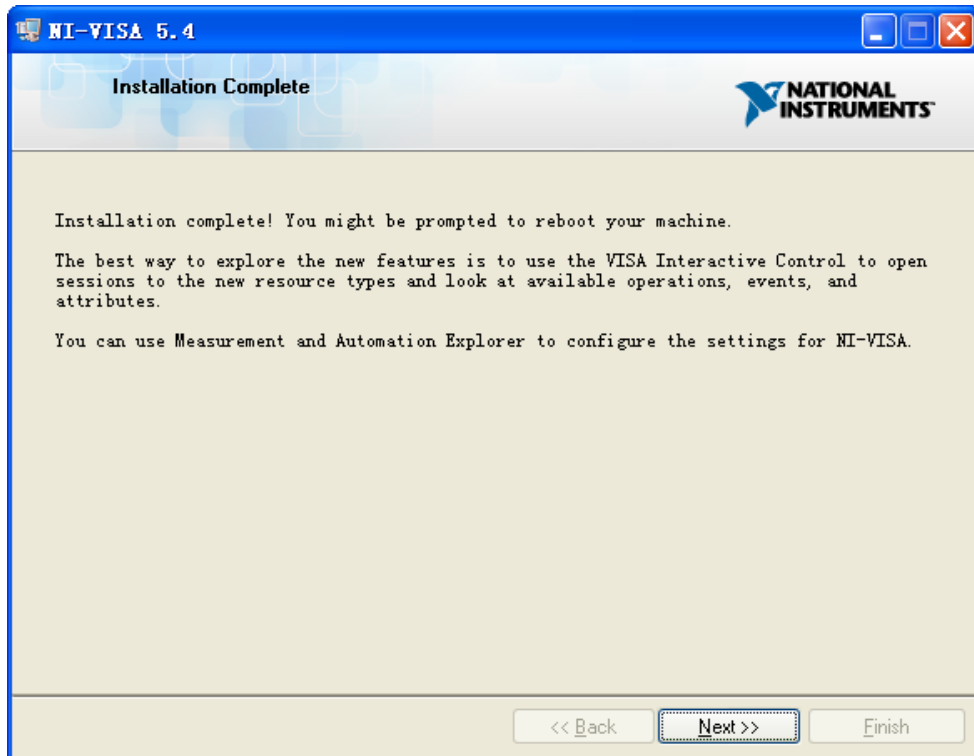 NI-VISA 5.4
Installation Complete
NATIONAL
INSTRUMENTS™
Installation complete! You might be prompted to reboot your machine.
The best way to explore the new features is to use the VISA Interactive Control to open
sessions to the new resource types and look at available operations, events, and
attributes.
You can use Measurement and Automation Explorer to configure the settings for NI-VISA.
<< Back
Next >>
Finish